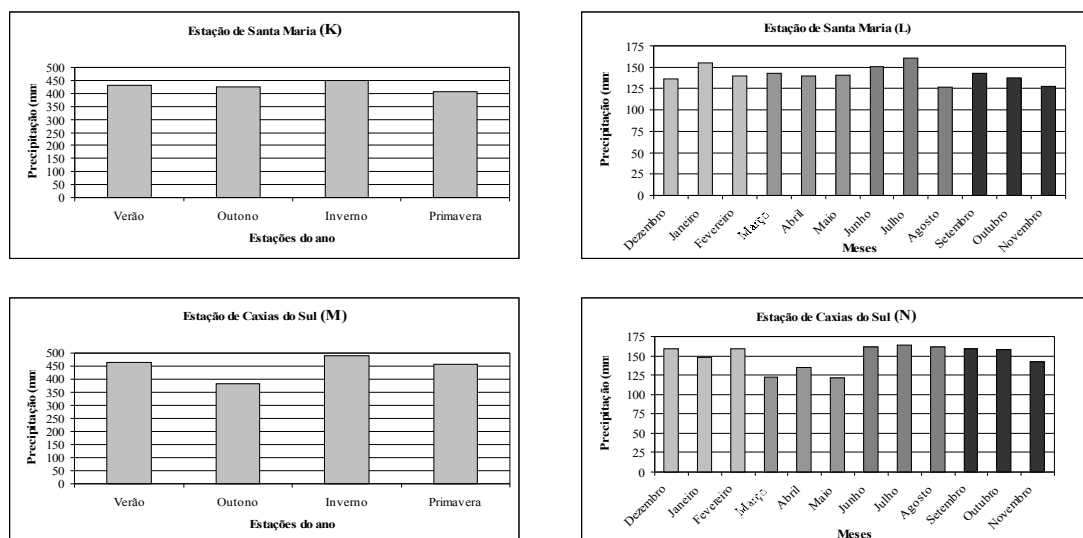 Estação de Santa Maria (K)
Precipitação (mm
500
450
400
350
300
250
200
150
100
50
0
Verão Outono Inverno Primavera
Estações do ano
Estação de Santa Maria (L)
Precipitação (mm
175
150
125
100
75
50
25
0
Dezembro Janeiro Fevereiro Março Abril Maio Junho Julho Agosto Setembro Outubro Novembro
Meses
Estação de Caxias do Sul (M)
Precipitação (mm
500
450
400
350
300
250
200
150
100
50
0
Verão Outono Inverno Primavera
Estações do ano
Estação de Caxias do Sul (N)
Precipitação (mm
175
150
125
100
75
50
25
0
Dezembro Janeiro Fevereiro Março Abril Maio Junho Julho Agosto Setembro Outubro Novembro
Meses